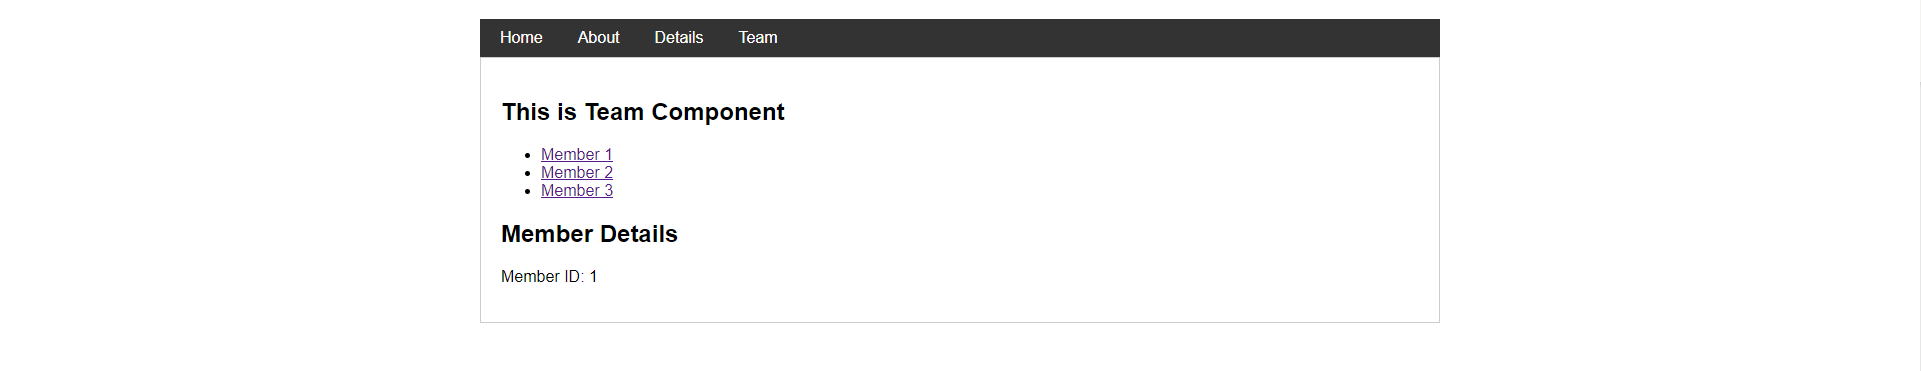 Home About Details Team
This is Team Component
Member 1
Member 2
Member 3
Member Details
Member ID: 1